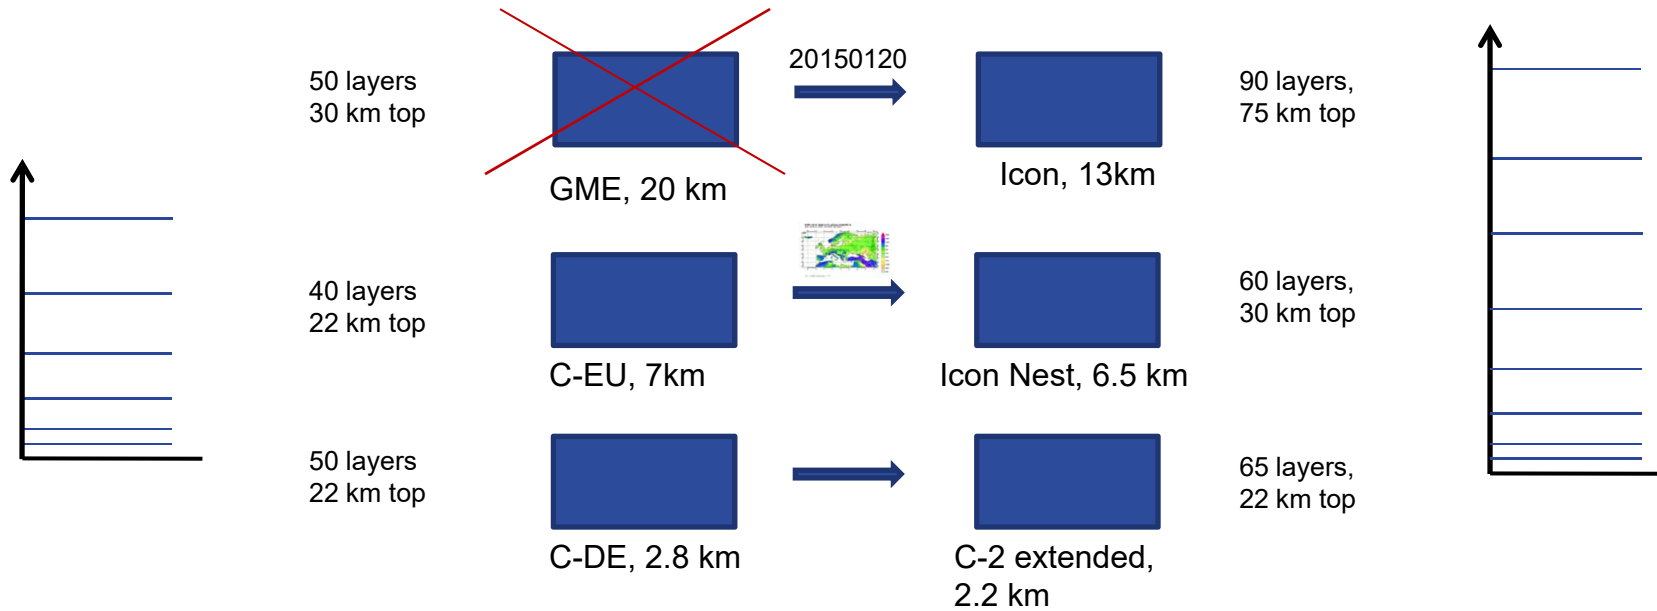 50 layers
30 km top
20150120
90 layers,
75 km top
GME, 20 km
Icon, 13km
40 layers
22 km top
60 layers,
30 km top
C-EU, 7km
Icon Nest, 6.5 km
50 layers
22 km top
65 layers,
22 km top
C-DE, 2.8 km
C-2 extended,
2.2 km